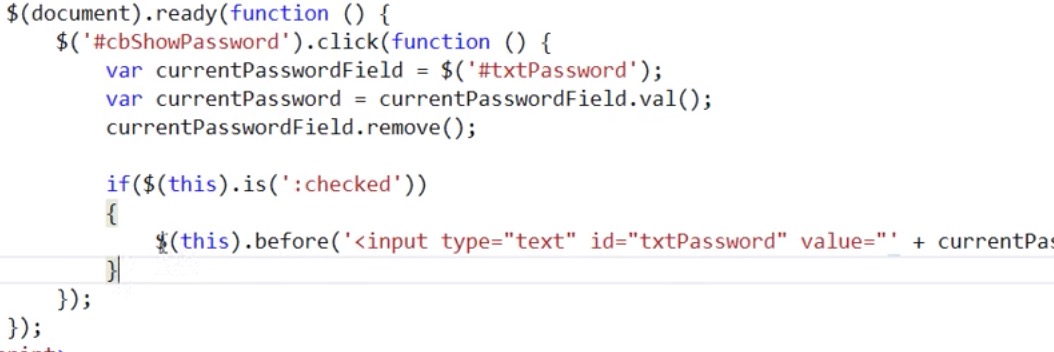 $(document).ready(function () {
$('#cbShowPassword').click(function () {
var currentPasswordField = $('#txtPassword');
var currentPassword = currentPasswordField.val();
currentPasswordField.remove();
if($(this).is(':checked'))
{
$(this).before('<input type="text" id="txtPassword" value="' + currentPas
}
});
});